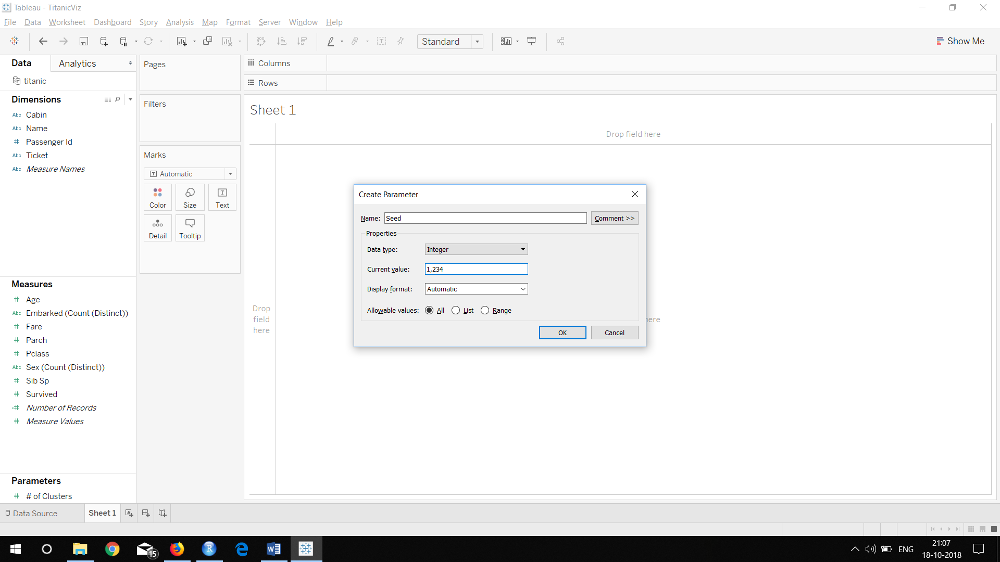 Tableau - TitanicViz
File Data Worksheet Dashboard Story Analysis Map Format Server Window Help
Standard
Show Me
Data
Analytics
titanic
Dimensions
Abc Cabin
Abc Name
# Passenger Id
Abc Ticket
Abc Measure Names
Measures
# Age
Abc Embarked (Count (Distinct))
# Fare
# Parch
# Pclass
Abc Sex (Count (Distinct))
# Sib Sp
# Survived
=# Number of Records
# Measure Values
Parameters
# # of Clusters
Pages
Filters
Marks
T Automatic
Color
Size
T Text
Detail
Tooltip
Columns
Rows
Sheet 1
Drop field here
Drop
field
here
here
Create Parameter
Name: Seed Comment >>
Properties
Data type: Integer
Current value: 1,234
Display format: Automatic
Allowable values: All List Range
OK Cancel
Data Source Sheet 1
15
R
W
ENG
21:07
18-10-2018